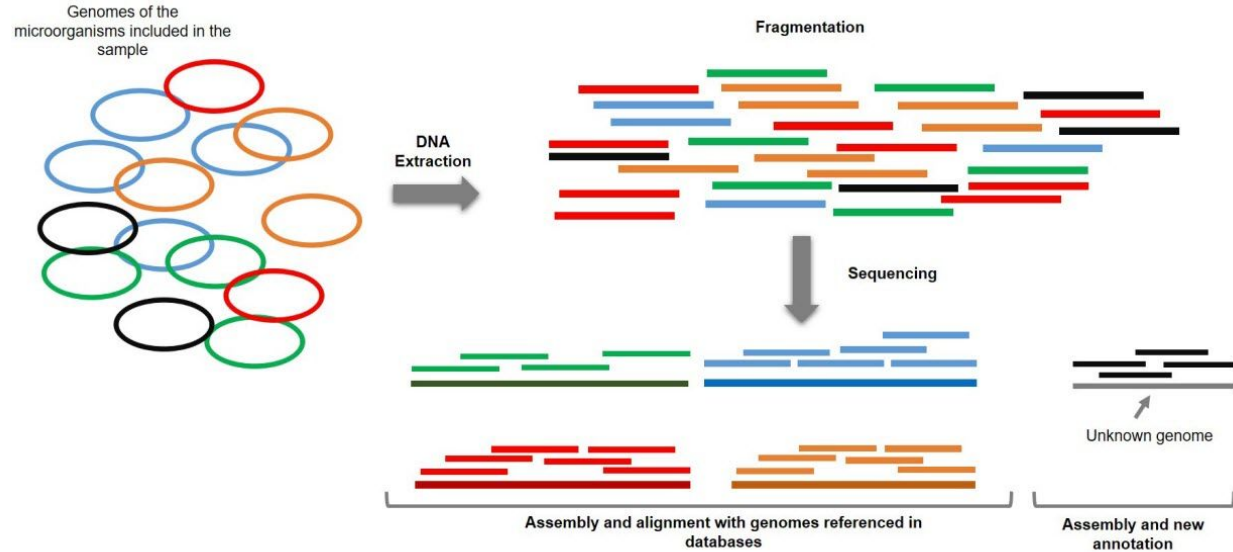 Genomes of the
microorganisms included in the
sample
Fragmentation
DNA
Extraction
Sequencing
Unknown genome
Assembly and alignment with genomes referenced in
databases
Assembly and new
annotation